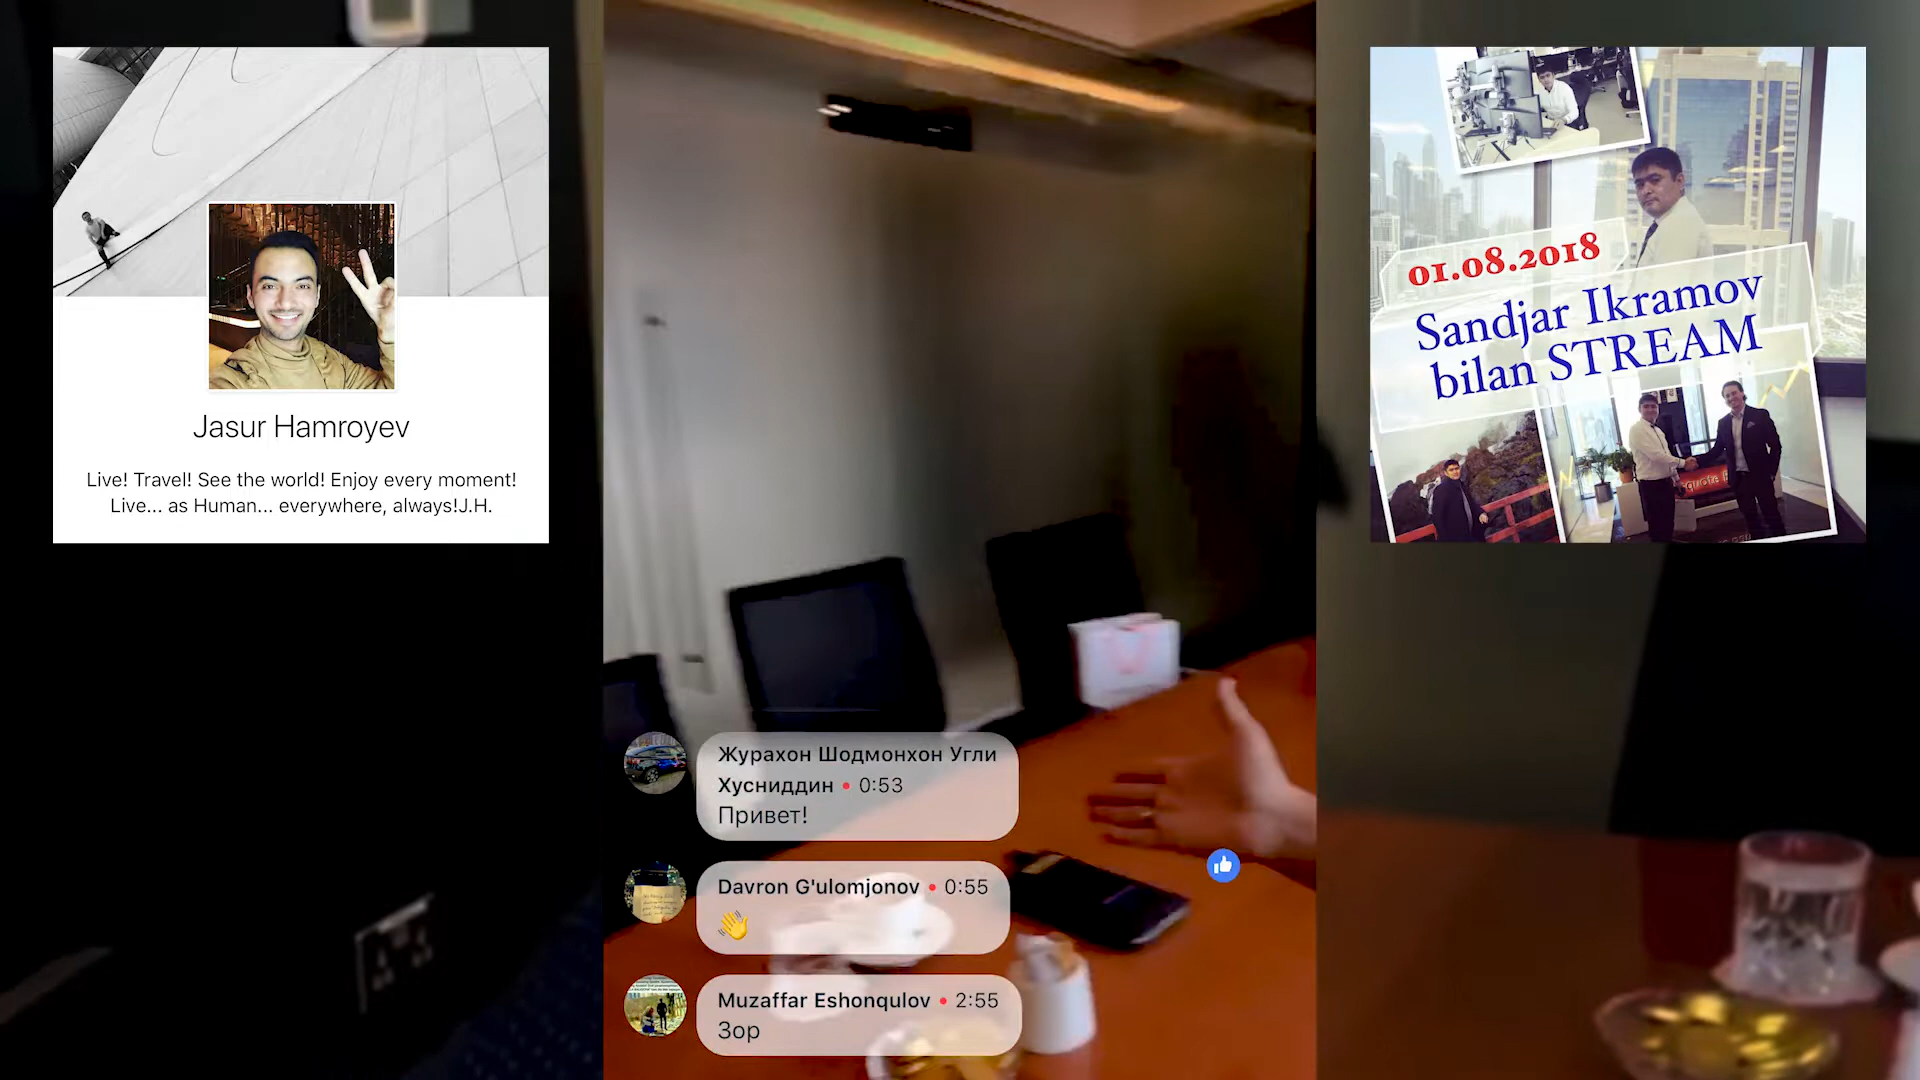 Jasur Hamroyev
Live! Travel! See the world! Enjoy every moment!
Live... as Human... everywhere, always!J.H.
01.08.2018
Sandjar Ikramov
bilan STREAM
Журахон Шодмонхон Угли
Хусниддин • 0:53
Привет!
Davron G'ulomjonov • 0:55
👋
Muzaffar Eshonqulov • 2:55
Зор